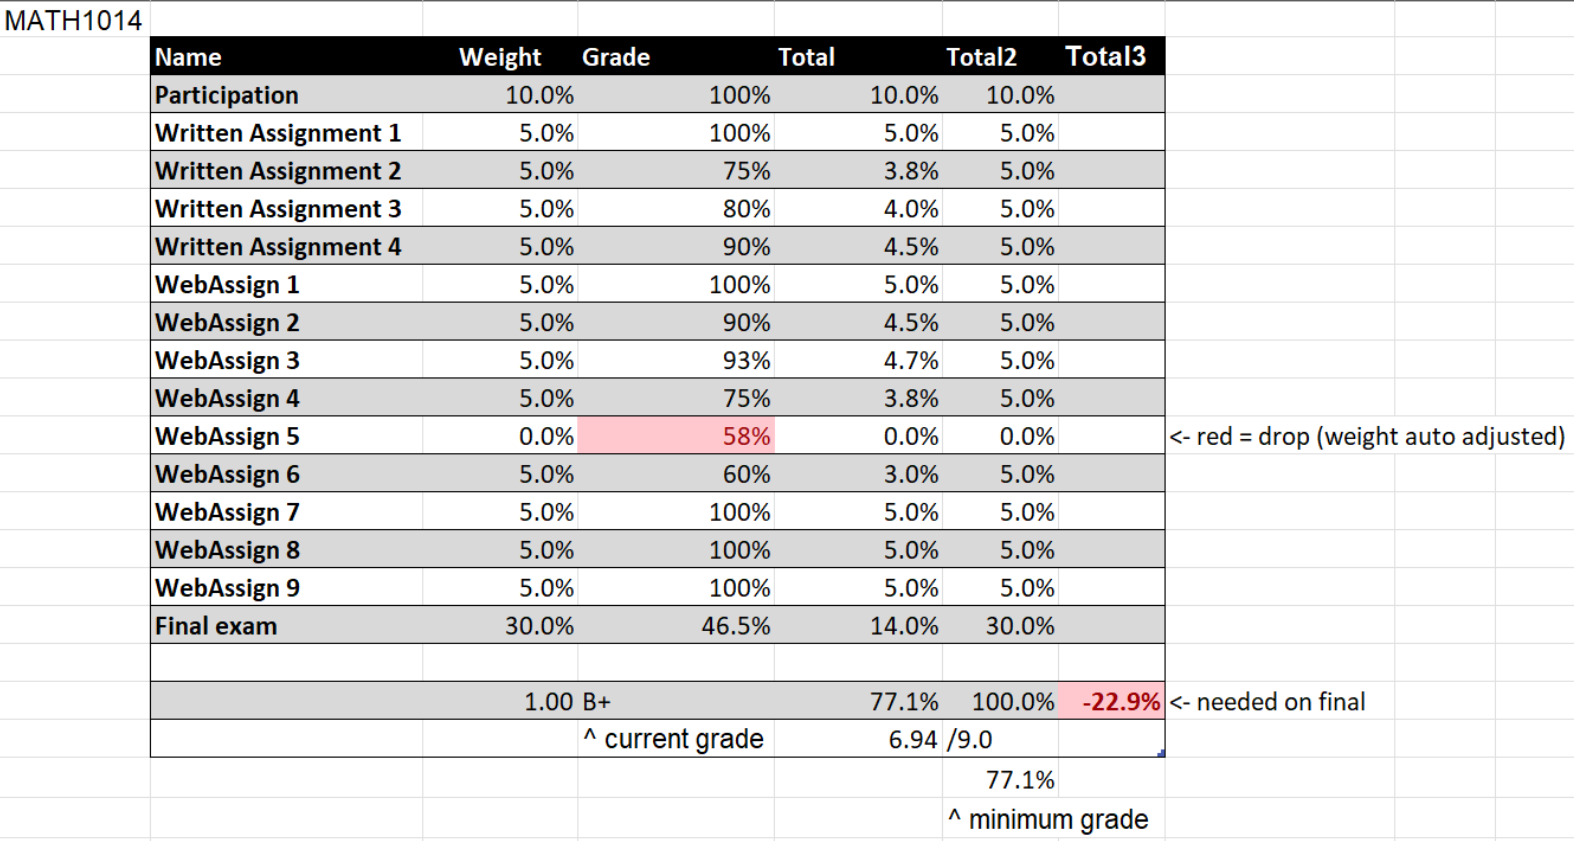 MATH1014
Name Weight Grade Total Total2 Total3
Participation 10.0% 100% 10.0% 10.0%
Written Assignment 1 5.0% 100% 5.0% 5.0%
Written Assignment 2 5.0% 75% 3.8% 5.0%
Written Assignment 3 5.0% 80% 4.0% 5.0%
Written Assignment 4 5.0% 90% 4.5% 5.0%
WebAssign 1 5.0% 100% 5.0% 5.0%
WebAssign 2 5.0% 90% 4.5% 5.0%
WebAssign 3 5.0% 93% 4.7% 5.0%
WebAssign 4 5.0% 75% 3.8% 5.0%
WebAssign 5 0.0% 58% 0.0% 0.0% <- red = drop (weight auto adjusted)
WebAssign 6 5.0% 60% 3.0% 5.0%
WebAssign 7 5.0% 100% 5.0% 5.0%
WebAssign 8 5.0% 100% 5.0% 5.0%
WebAssign 9 5.0% 100% 5.0% 5.0%
Final exam 30.0% 46.5% 14.0% 30.0%
1.00 B+ 77.1% 100.0% -22.9% <- needed on final
^ current grade 6.94 /9.0
77.1%
^ minimum grade